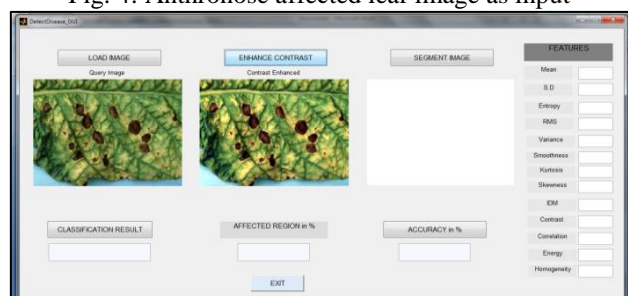 Fig. 4: Anthronose affected leaf image as input
DetectDisease_GUI
LOAD IMAGE
ENHANCE CONTRAST
SEGMENT IMAGE
FEATURES
Query Image
Contrast Enhanced
Mean
S.D
Entropy
RMS
Variance
Smoothness
Kurtosis
Skewness
IDM
Contrast
Correlation
Energy
Homogeneity
CLASSIFICATION RESULT
AFFECTED REGION in %
ACCURACY in %
EXIT